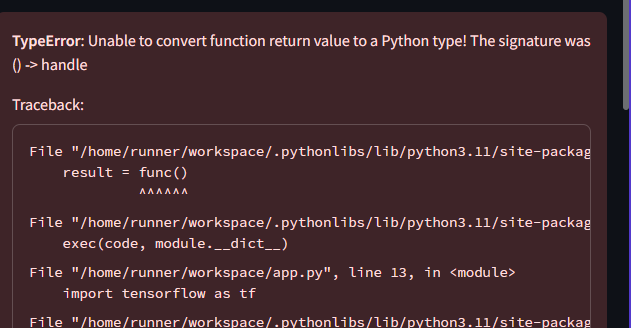 TypeError: Unable to convert function return value to a Python type! The signature was
() -> handle
Traceback:
File "/home/runner/workspace/.pythonlibs/lib/python3.11/site-packag
result = func()
^^^^^^
File "/home/runner/workspace/.pythonlibs/lib/python3.11/site-packag
exec(code, module.__dict__)
File "/home/runner/workspace/app.py", line 13, in <module>
import tensorflow as tf
File "/home/runner/workspace/.pythonlibs/lib/python3.11/site-packag